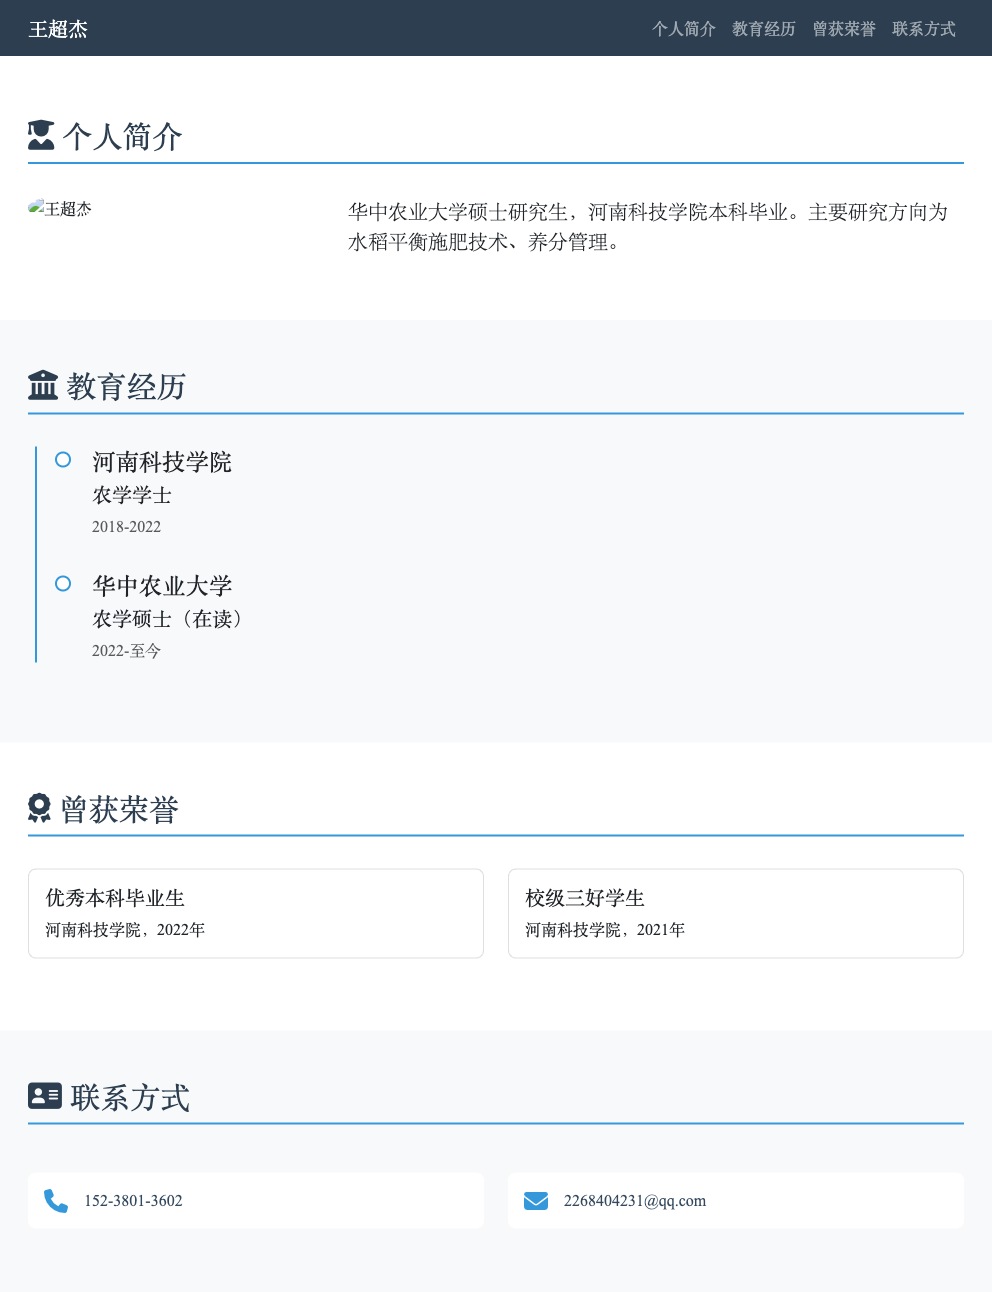 王超杰
个人简介 教育经历 曾获荣誉 联系方式
个人简介
王超杰
华中农业大学硕士研究生，河南科技学院本科毕业。主要研究方向为
水稻平衡施肥技术、养分管理。
教育经历
河南科技学院
农学学士
2018-2022
华中农业大学
农学硕士（在读）
2022-至今
曾获荣誉
优秀本科毕业生
河南科技学院，2022年
校级三好学生
河南科技学院，2021年
联系方式
152-3801-3602
2268404231@qq.com